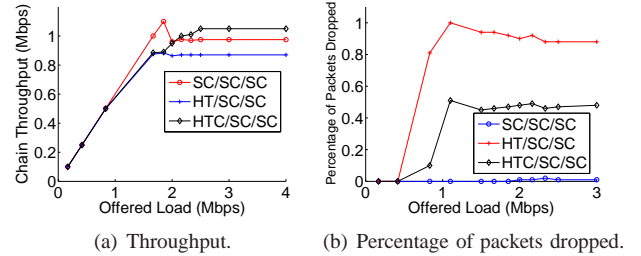 Chain Throughput (Mbps)
1
0.8
0.6
0.4
0.2
0
0
1
2
3
4
Offered Load (Mbps)
SC/SC/SC
HT/SC/SC
HTC/SC/SC
(a) Throughput.
Percentage of Packets Dropped
1
0.8
0.6
0.4
0.2
0
0
1
2
3
Offered Load (Mbps)
SC/SC/SC
HT/SC/SC
HTC/SC/SC
(b) Percentage of packets dropped.